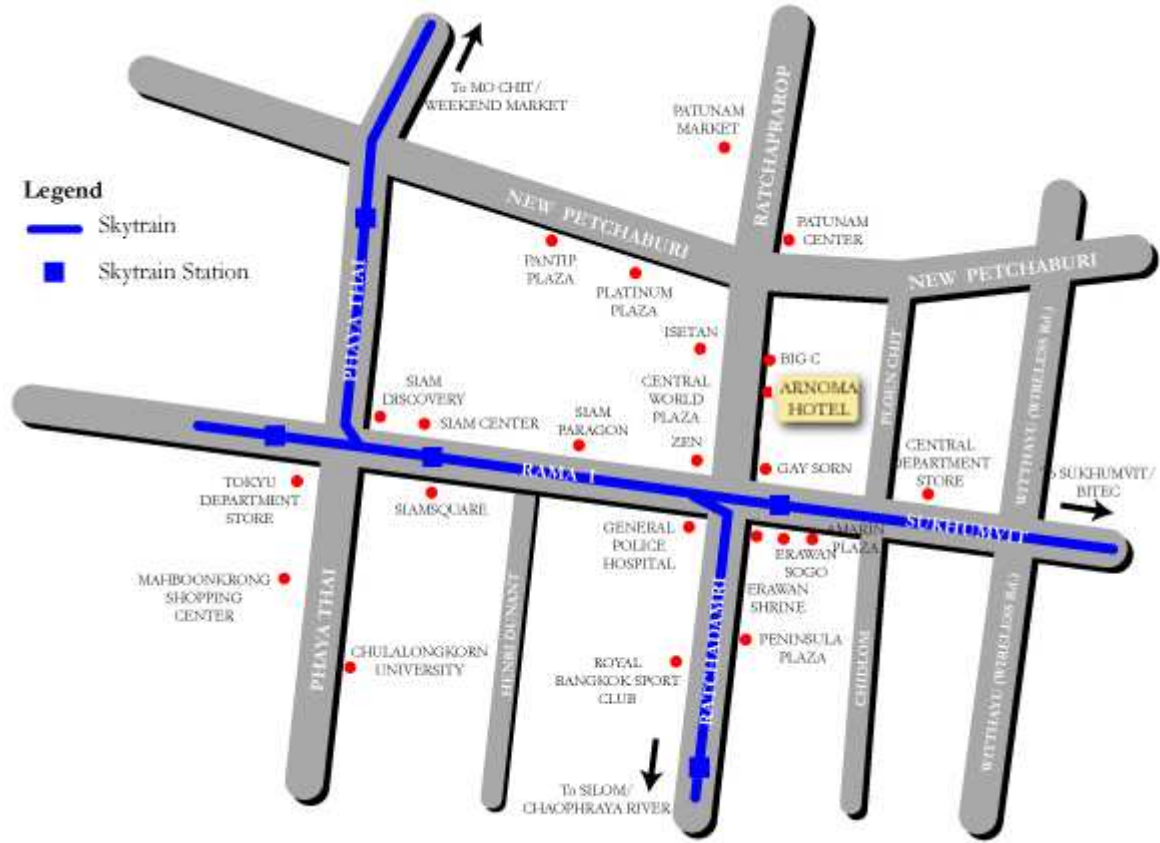 To MO CHIT/
WEEKEND MARKET
Legend
Skytrain
Skytrain Station
PATUNAM
MARKET
RATCHAPRAROP
NEW PETCHABURI
PATUNAM
CENTER
NEW PETCHABURI
PANTIP
PLAZA
PLATINUM
PLAZA
PHAYA THAI
ISETAN
BIG C
ARNOMA
HOTEL
PLOEN CHIT
WITTHAYU (WIRELESS Rd.)
SIAM
DISCOVERY
SIAM CENTER
SIAM
PARAGON
CENTRAL
WORLD
PLAZA
ZEN
GAY SORN
CENTRAL
DEPARTMENT
STORE
To SUKHUMVIT/
BITEC
RAMA 1
SUKHUMVIT
TOKYU
DEPARTMENT
STORE
SIAMSQUARE
GENERAL
POLICE
HOSPITAL
AMARIN
PLAZA
ERAWAN
SOGO
ERAWAN
SHRINE
MAHBOONKRONG
SHOPPING
CENTER
PHAYA THAI
CHULALONGKORN
UNIVERSITY
HENRI DUNANT
ROYAL
BANGKOK SPORT
CLUB
RATCHADAMRI
PENINSULA
PLAZA
CHIDLOM
WITTHAYU (WIRELESS Rd.)
To SILOM/
CHAOPHRAYA RIVER